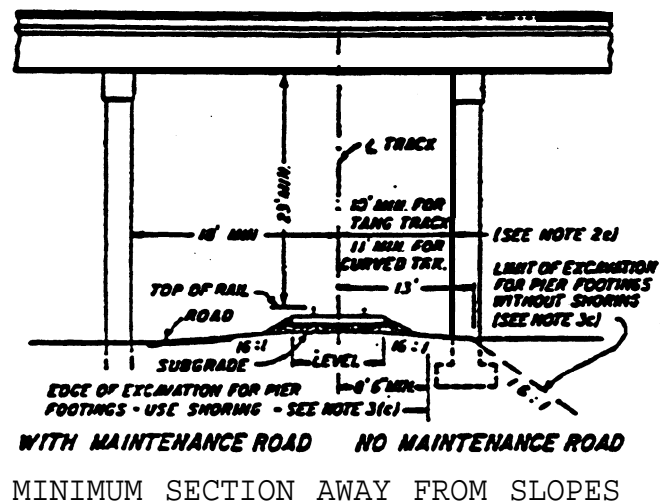 ℄ TRACK
23' MIN.
10' MIN. FOR
TANG TRACK
18' MIN
(SEE NOTE 2c)
11' MIN. FOR
CURVED TRK.
LIMIT OF EXCAVATION
FOR PIER FOOTINGS
WITHOUT SHORING
(SEE NOTE 3c)
13'
TOP OF RAIL
ROAD
16:1
16:1
SUBGRADE
LEVEL
8'6" MIN.
EDGE OF EXCAVATION FOR PIER
FOOTINGS - USE SHORING - SEE NOTE 3(c)
WITH MAINTENANCE ROAD
NO MAINTENANCE ROAD
MINIMUM SECTION AWAY FROM SLOPES